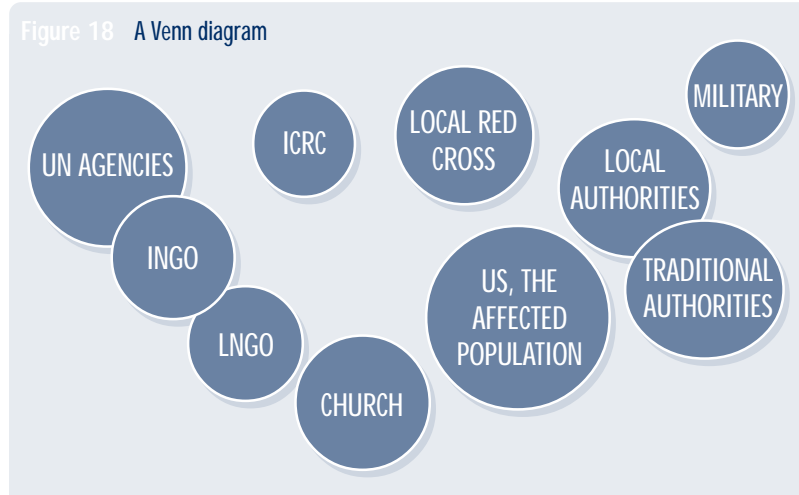 Figure 18 A Venn diagram
MILITARY
UN AGENCIES
ICRC
LOCAL RED
CROSS
LOCAL
AUTHORITIES
INGO
TRADITIONAL
AUTHORITIES
US, THE
AFFECTED
POPULATION
LNGO
CHURCH